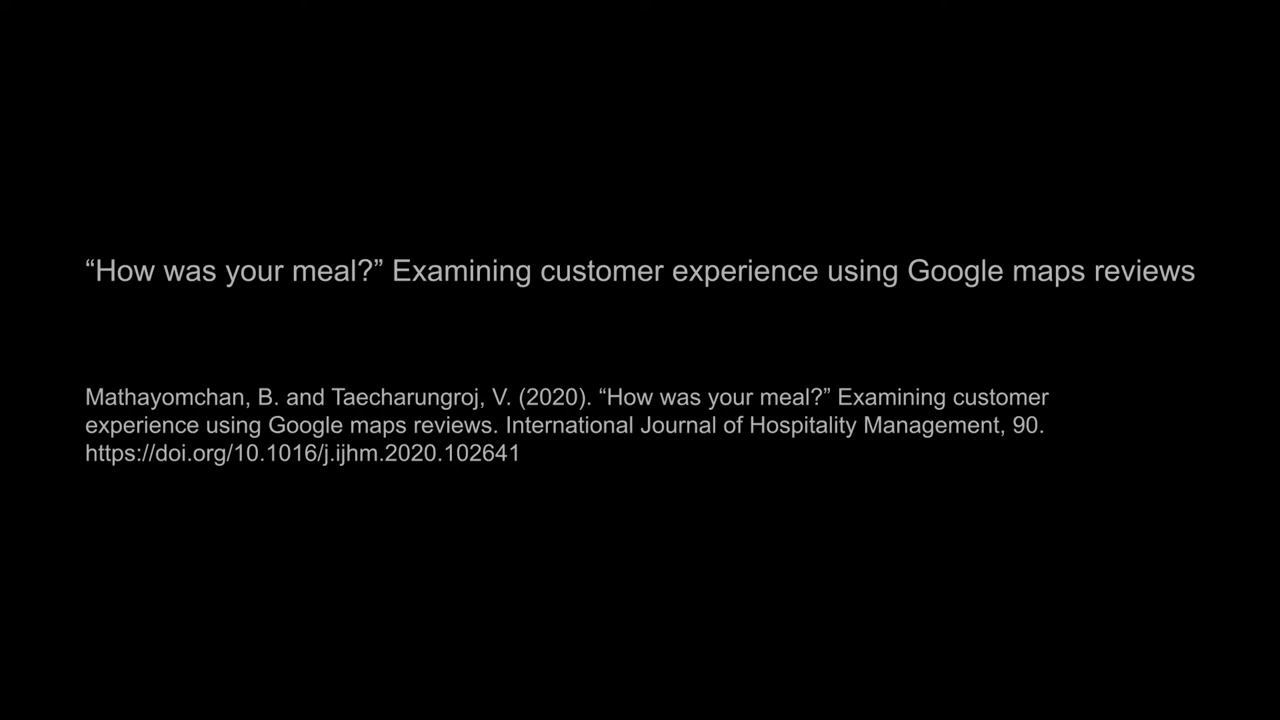 “How was your meal?” Examining customer experience using Google maps reviews
Mathayomchan, B. and Taecharungroj, V. (2020). “How was your meal?” Examining customer
experience using Google maps reviews. International Journal of Hospitality Management, 90.
https://doi.org/10.1016/j.ijhm.2020.102641